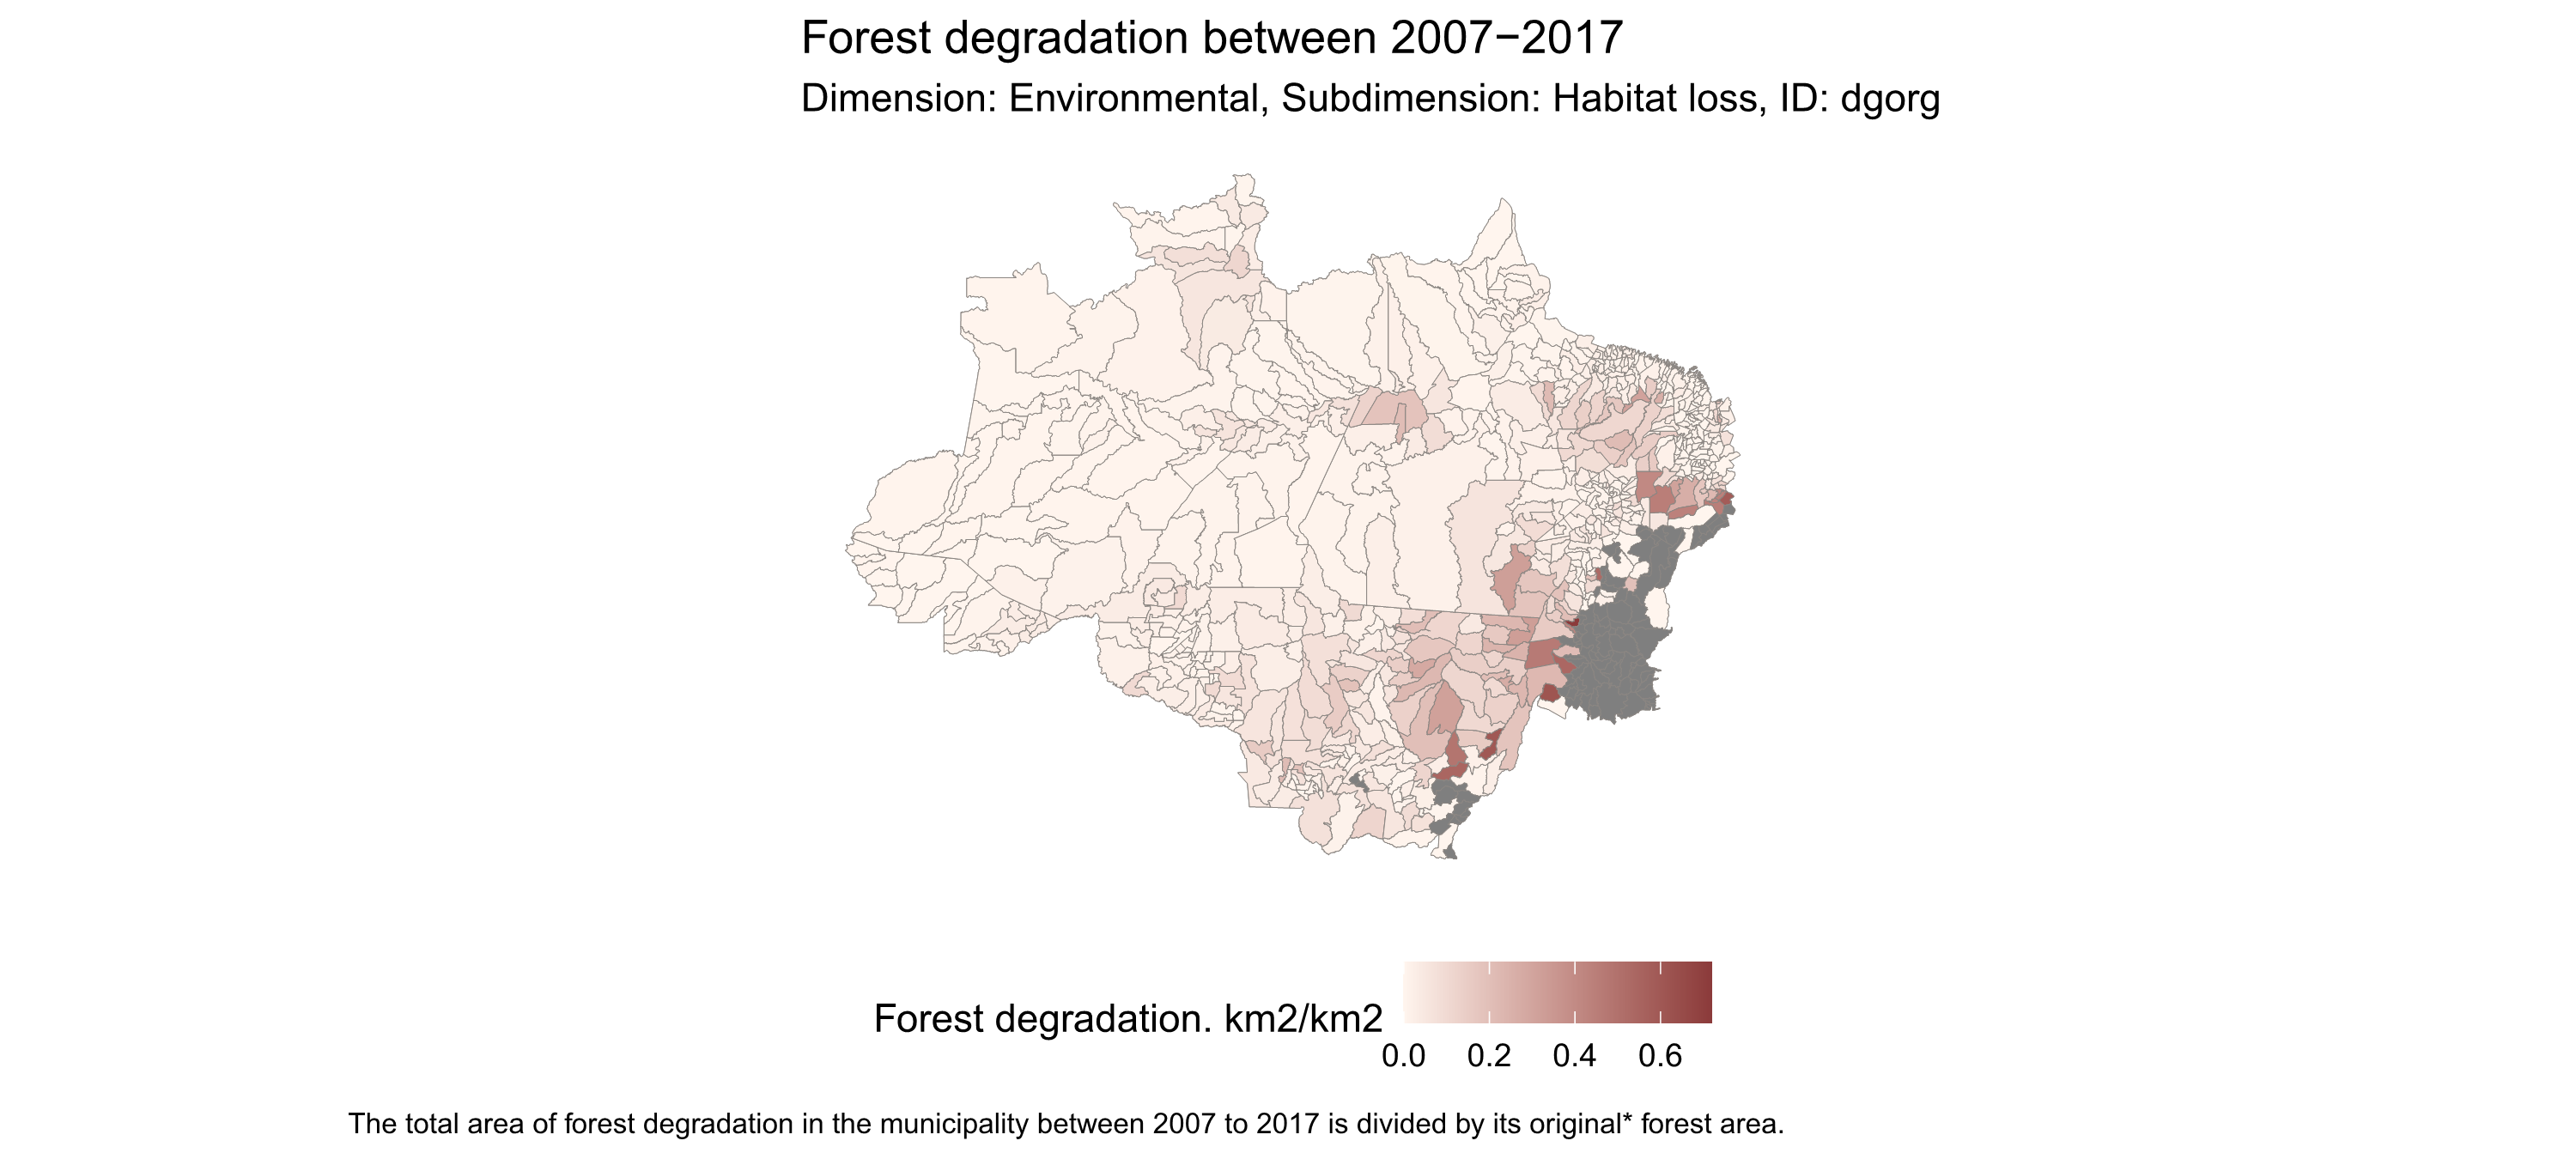 Forest degradation between 2007−2017
Dimension: Environmental, Subdimension: Habitat loss, ID: dgorg
Forest degradation. km2/km2
0.0 0.2 0.4 0.6
The total area of forest degradation in the municipality between 2007 to 2017 is divided by its original* forest area.